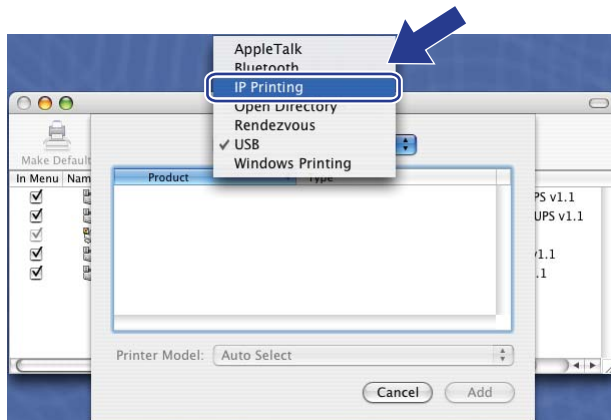 AppleTalk
Bluetooth
IP Printing
Open Directory
Rendezvous
✓ USB
Windows Printing
Make Default
In Menu Nam
Product Type
PS v1.1
UPS v1.1
v1.1
.1
Printer Model: Auto Select
Cancel Add